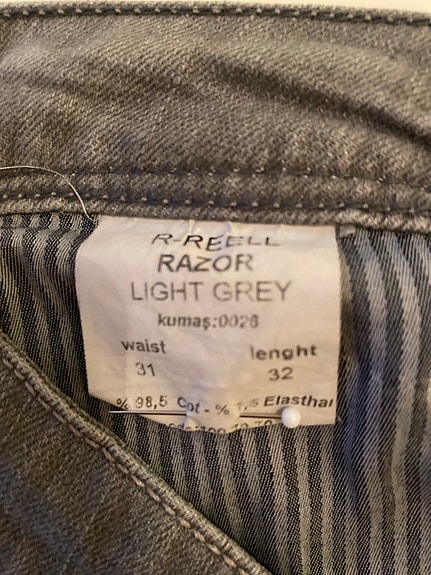 R-REELL
RAZOR
LIGHT GREY
kumaş:0026
waist lenght
31 32
% 98,5 Cot - % 1,5 Elasthan